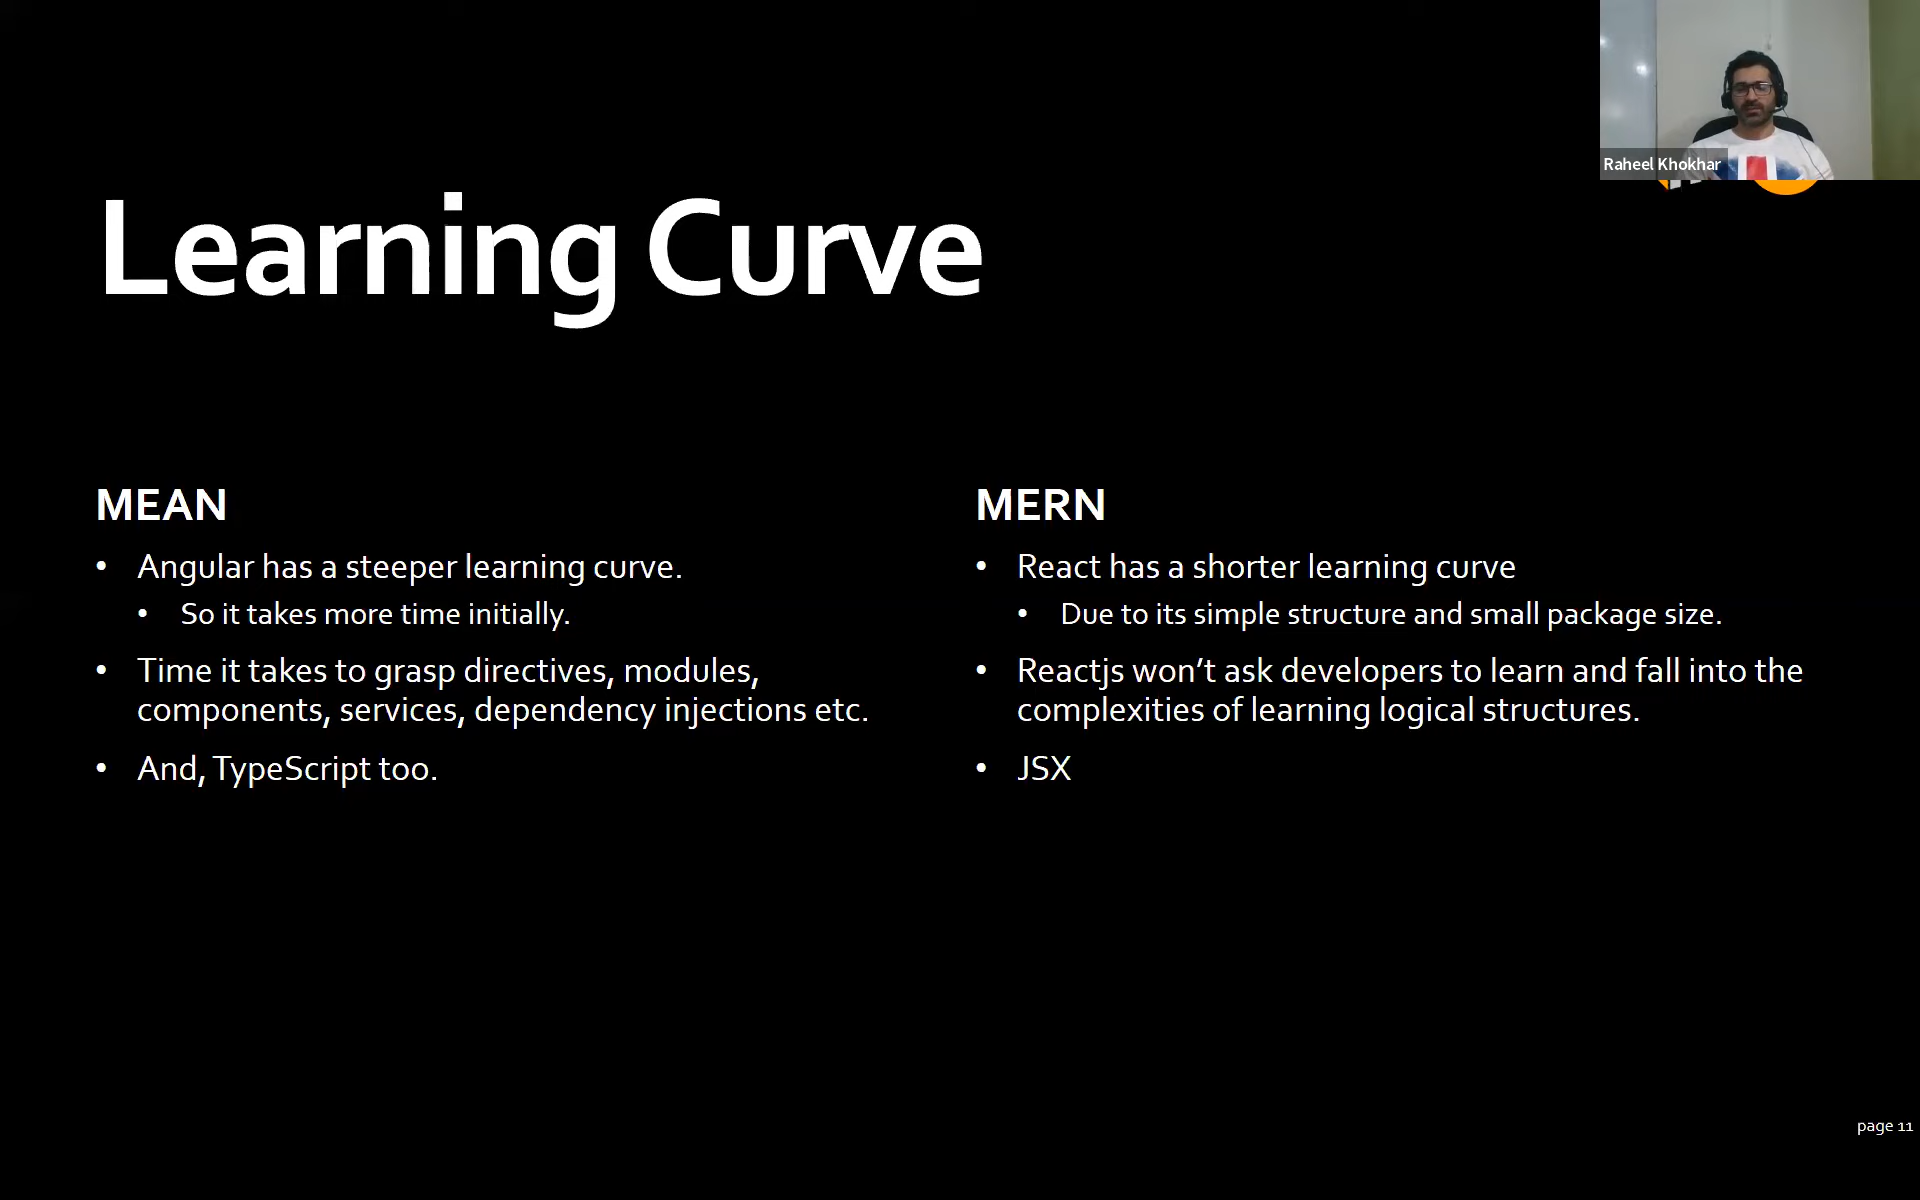 Raheel Khokhar
Learning Curve
MEAN
• Angular has a steeper learning curve.
• So it takes more time initially.
• Time it takes to grasp directives, modules,
components, services, dependency injections etc.
• And, TypeScript too.
MERN
• React has a shorter learning curve
• Due to its simple structure and small package size.
• Reactjs won’t ask developers to learn and fall into the
complexities of learning logical structures.
• JSX
page 11